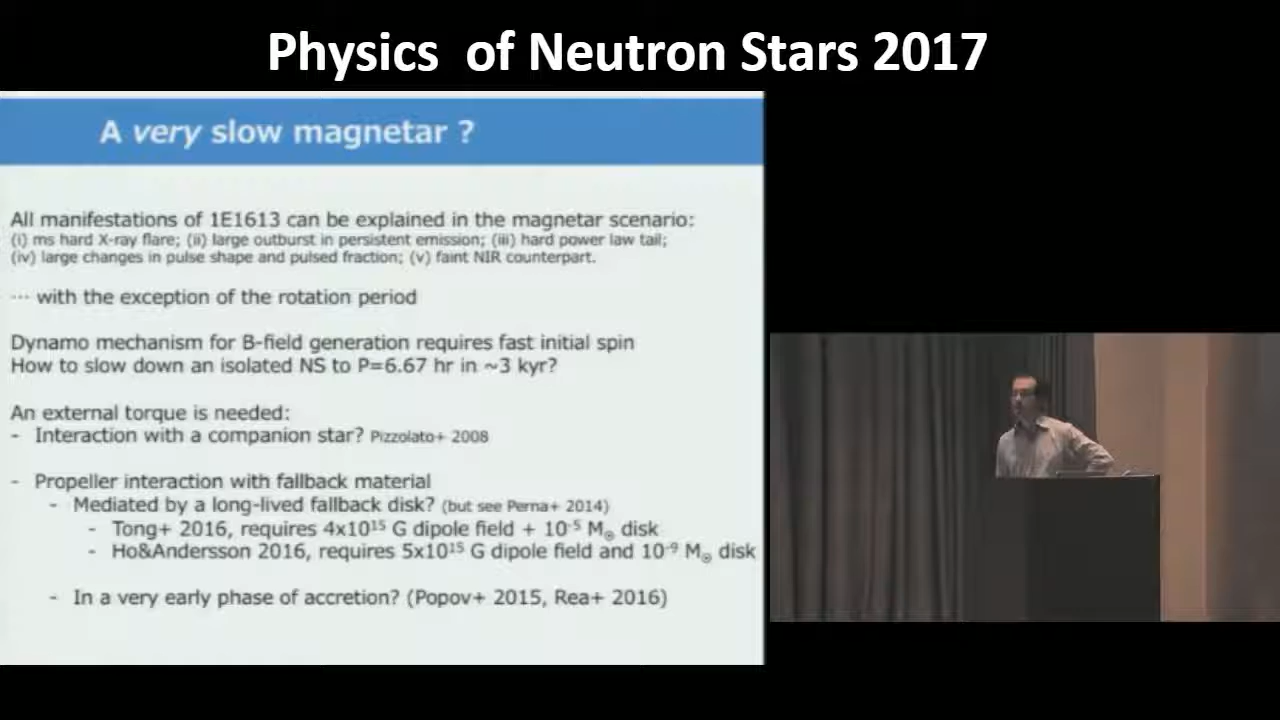 Physics of Neutron Stars 2017
A very slow magnetar ?
All manifestations of 1E1613 can be explained in the magnetar scenario:
(i) ms hard X-ray flare; (ii) large outburst in persistent emission; (iii) hard power law tail;
(iv) large changes in pulse shape and pulsed fraction; (v) faint NIR counterpart.
··· with the exception of the rotation period
Dynamo mechanism for B-field generation requires fast initial spin
How to slow down an isolated NS to P=6.67 hr in ~3 kyr?
An external torque is needed:
- Interaction with a companion star? Pizzolato+ 2008
- Propeller interaction with fallback material
- Mediated by a long-lived fallback disk? (but see Perna+ 2014)
- Tong+ 2016, requires 4x10¹⁵ G dipole field + 10⁻⁵ M☉ disk
- Ho&Andersson 2016, requires 5x10¹⁵ G dipole field and 10⁻⁹ M☉ disk
- In a very early phase of accretion? (Popov+ 2015, Rea+ 2016)